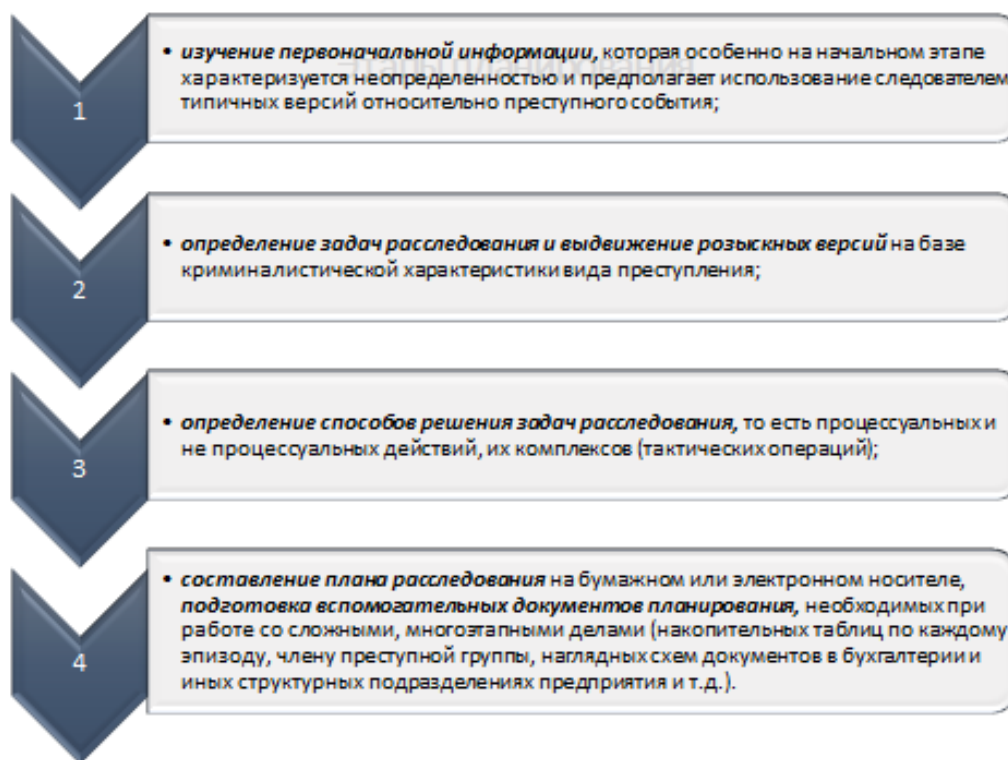 1
• изучение первоначальной информации, которая особенно на начальном этапе
характеризуется неопределенностью и предполагает использование следователем
типичных версий относительно преступного события;
Этапы планирования
2
• определение задач расследования и выдвижение розыскных версий на базе
криминалистической характеристики вида преступления;
3
• определение способов решения задач расследования, то есть процессуальных и
не процессуальных действий, их комплексов (тактических операций);
4
• составление плана расследования на бумажном или электронном носителе,
подготовка вспомогательных документов планирования, необходимых при
работе со сложными, многоэтапными делами (накопительных таблиц по каждому
эпизоду, члену преступной группы, наглядных схем документов в бухгалтерии и
иных структурных подразделениях предприятия и т.д.).